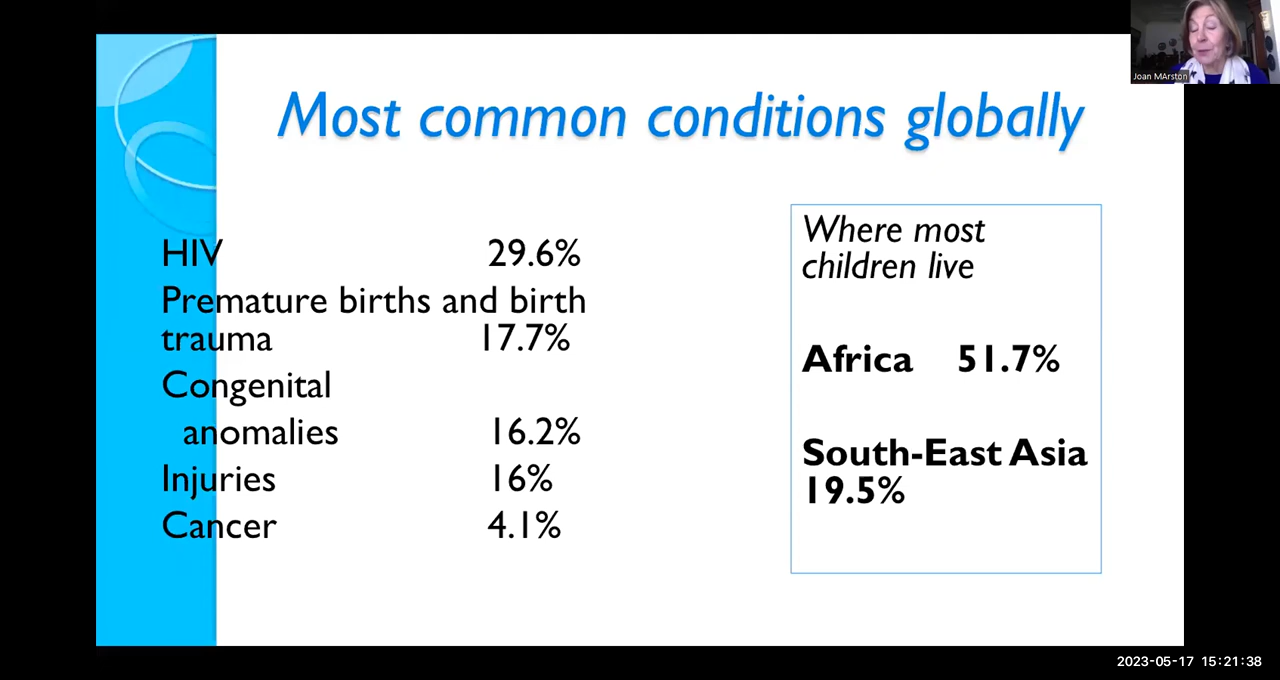 Most common conditions globally
Joan MArston
HIV 29.6%
Premature births and birth
trauma 17.7%
Congenital
anomalies 16.2%
Injuries 16%
Cancer 4.1%
Where most
children live
Africa 51.7%
South-East Asia
19.5%
2023-05-17 15:21:38